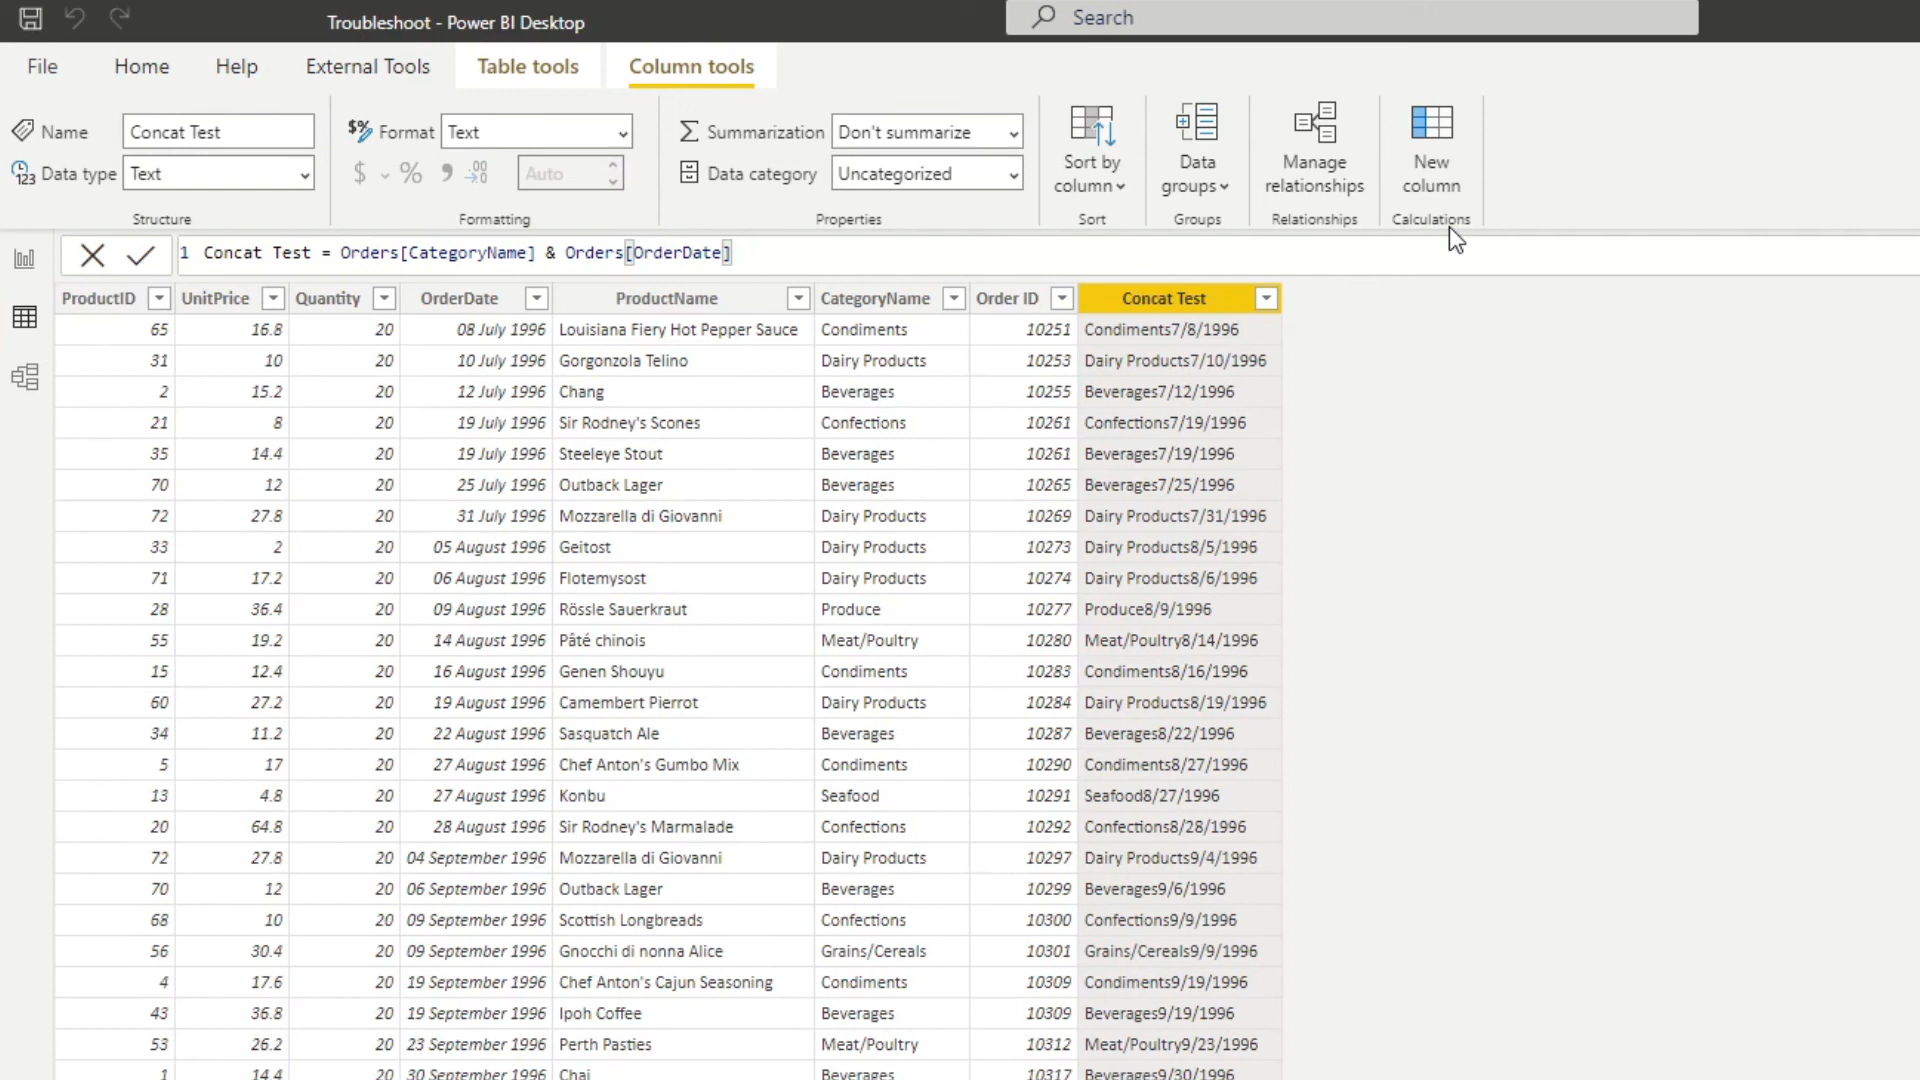 Troubleshoot - Power BI Desktop
Search
File Home Help External Tools Table tools Column tools
Name Concat Test $% Format Text Summarization Don't summarize
Data type Text $ % 9 .00 Auto Data category Uncategorized
Sort by column
Data groups
Manage relationships
New column
Structure Formatting Properties Sort Groups Relationships Calculations
1 Concat Test = Orders[CategoryName] & Orders[OrderDate]
ProductID UnitPrice Quantity OrderDate ProductName CategoryName Order ID Concat Test
65 16.8 20 08 July 1996 Louisiana Fiery Hot Pepper Sauce Condiments 10251 Condiments7/8/1996
31 10 20 10 July 1996 Gorgonzola Telino Dairy Products 10253 Dairy Products7/10/1996
2 15.2 20 12 July 1996 Chang Beverages 10255 Beverages7/12/1996
21 8 20 19 July 1996 Sir Rodney's Scones Confections 10261 Confections7/19/1996
35 14.4 20 19 July 1996 Steeleye Stout Beverages 10261 Beverages7/19/1996
70 12 20 25 July 1996 Outback Lager Beverages 10265 Beverages7/25/1996
72 27.8 20 31 July 1996 Mozzarella di Giovanni Dairy Products 10269 Dairy Products7/31/1996
33 2 20 05 August 1996 Geitost Dairy Products 10273 Dairy Products8/5/1996
71 17.2 20 06 August 1996 Flotemysost Dairy Products 10274 Dairy Products8/6/1996
28 36.4 20 09 August 1996 Rössle Sauerkraut Produce 10277 Produce8/9/1996
55 19.2 20 14 August 1996 Pâté chinois Meat/Poultry 10280 Meat/Poultry8/14/1996
15 12.4 20 16 August 1996 Genen Shouyu Condiments 10283 Condiments8/16/1996
60 27.2 20 19 August 1996 Camembert Pierrot Dairy Products 10284 Dairy Products8/19/1996
34 11.2 20 22 August 1996 Sasquatch Ale Beverages 10287 Beverages8/22/1996
5 17 20 27 August 1996 Chef Anton's Gumbo Mix Condiments 10290 Condiments8/27/1996
13 4.8 20 27 August 1996 Konbu Seafood 10291 Seafood8/27/1996
20 64.8 20 28 August 1996 Sir Rodney's Marmalade Confections 10292 Confections8/28/1996
72 27.8 20 04 September 1996 Mozzarella di Giovanni Dairy Products 10297 Dairy Products9/4/1996
70 12 20 06 September 1996 Outback Lager Beverages 10299 Beverages9/6/1996
68 10 20 09 September 1996 Scottish Longbreads Confections 10300 Confections9/9/1996
56 30.4 20 09 September 1996 Gnocchi di nonna Alice Grains/Cereals 10301 Grains/Cereals9/9/1996
4 17.6 20 19 September 1996 Chef Anton's Cajun Seasoning Condiments 10309 Condiments9/19/1996
43 36.8 20 19 September 1996 Ipoh Coffee Beverages 10309 Beverages9/19/1996
53 26.2 20 23 September 1996 Perth Pasties Meat/Poultry 10312 Meat/Poultry9/23/1996
1 14.4 20 30 September 1996 Chai Beverages 10317 Beverages9/30/1996